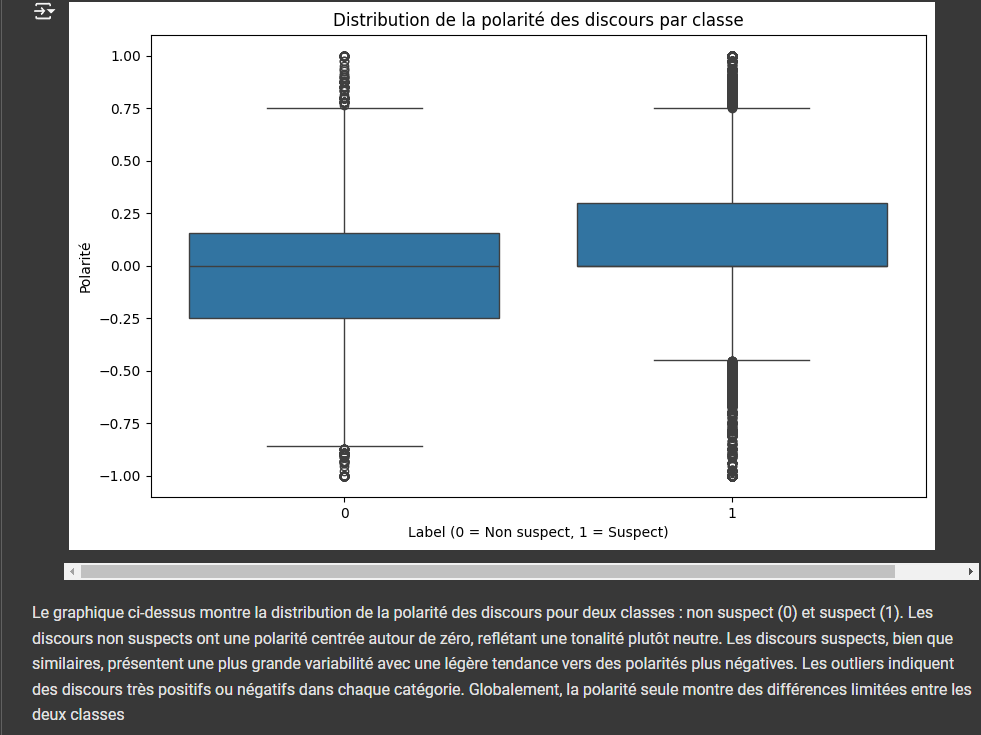 Distribution de la polarité des discours par classe
1.00
0.75
0.50
0.25
0.00
−0.25
−0.50
−0.75
−1.00
Polarité
0
1
Label (0 = Non suspect, 1 = Suspect)
Le graphique ci-dessus montre la distribution de la polarité des discours pour deux classes : non suspect (0) et suspect (1). Les
discours non suspects ont une polarité centrée autour de zéro, reflétant une tonalité plutôt neutre. Les discours suspects, bien que
similaires, présentent une plus grande variabilité avec une légère tendance vers des polarités plus négatives. Les outliers indiquent
des discours très positifs ou négatifs dans chaque catégorie. Globalement, la polarité seule montre des différences limitées entre les
deux classes